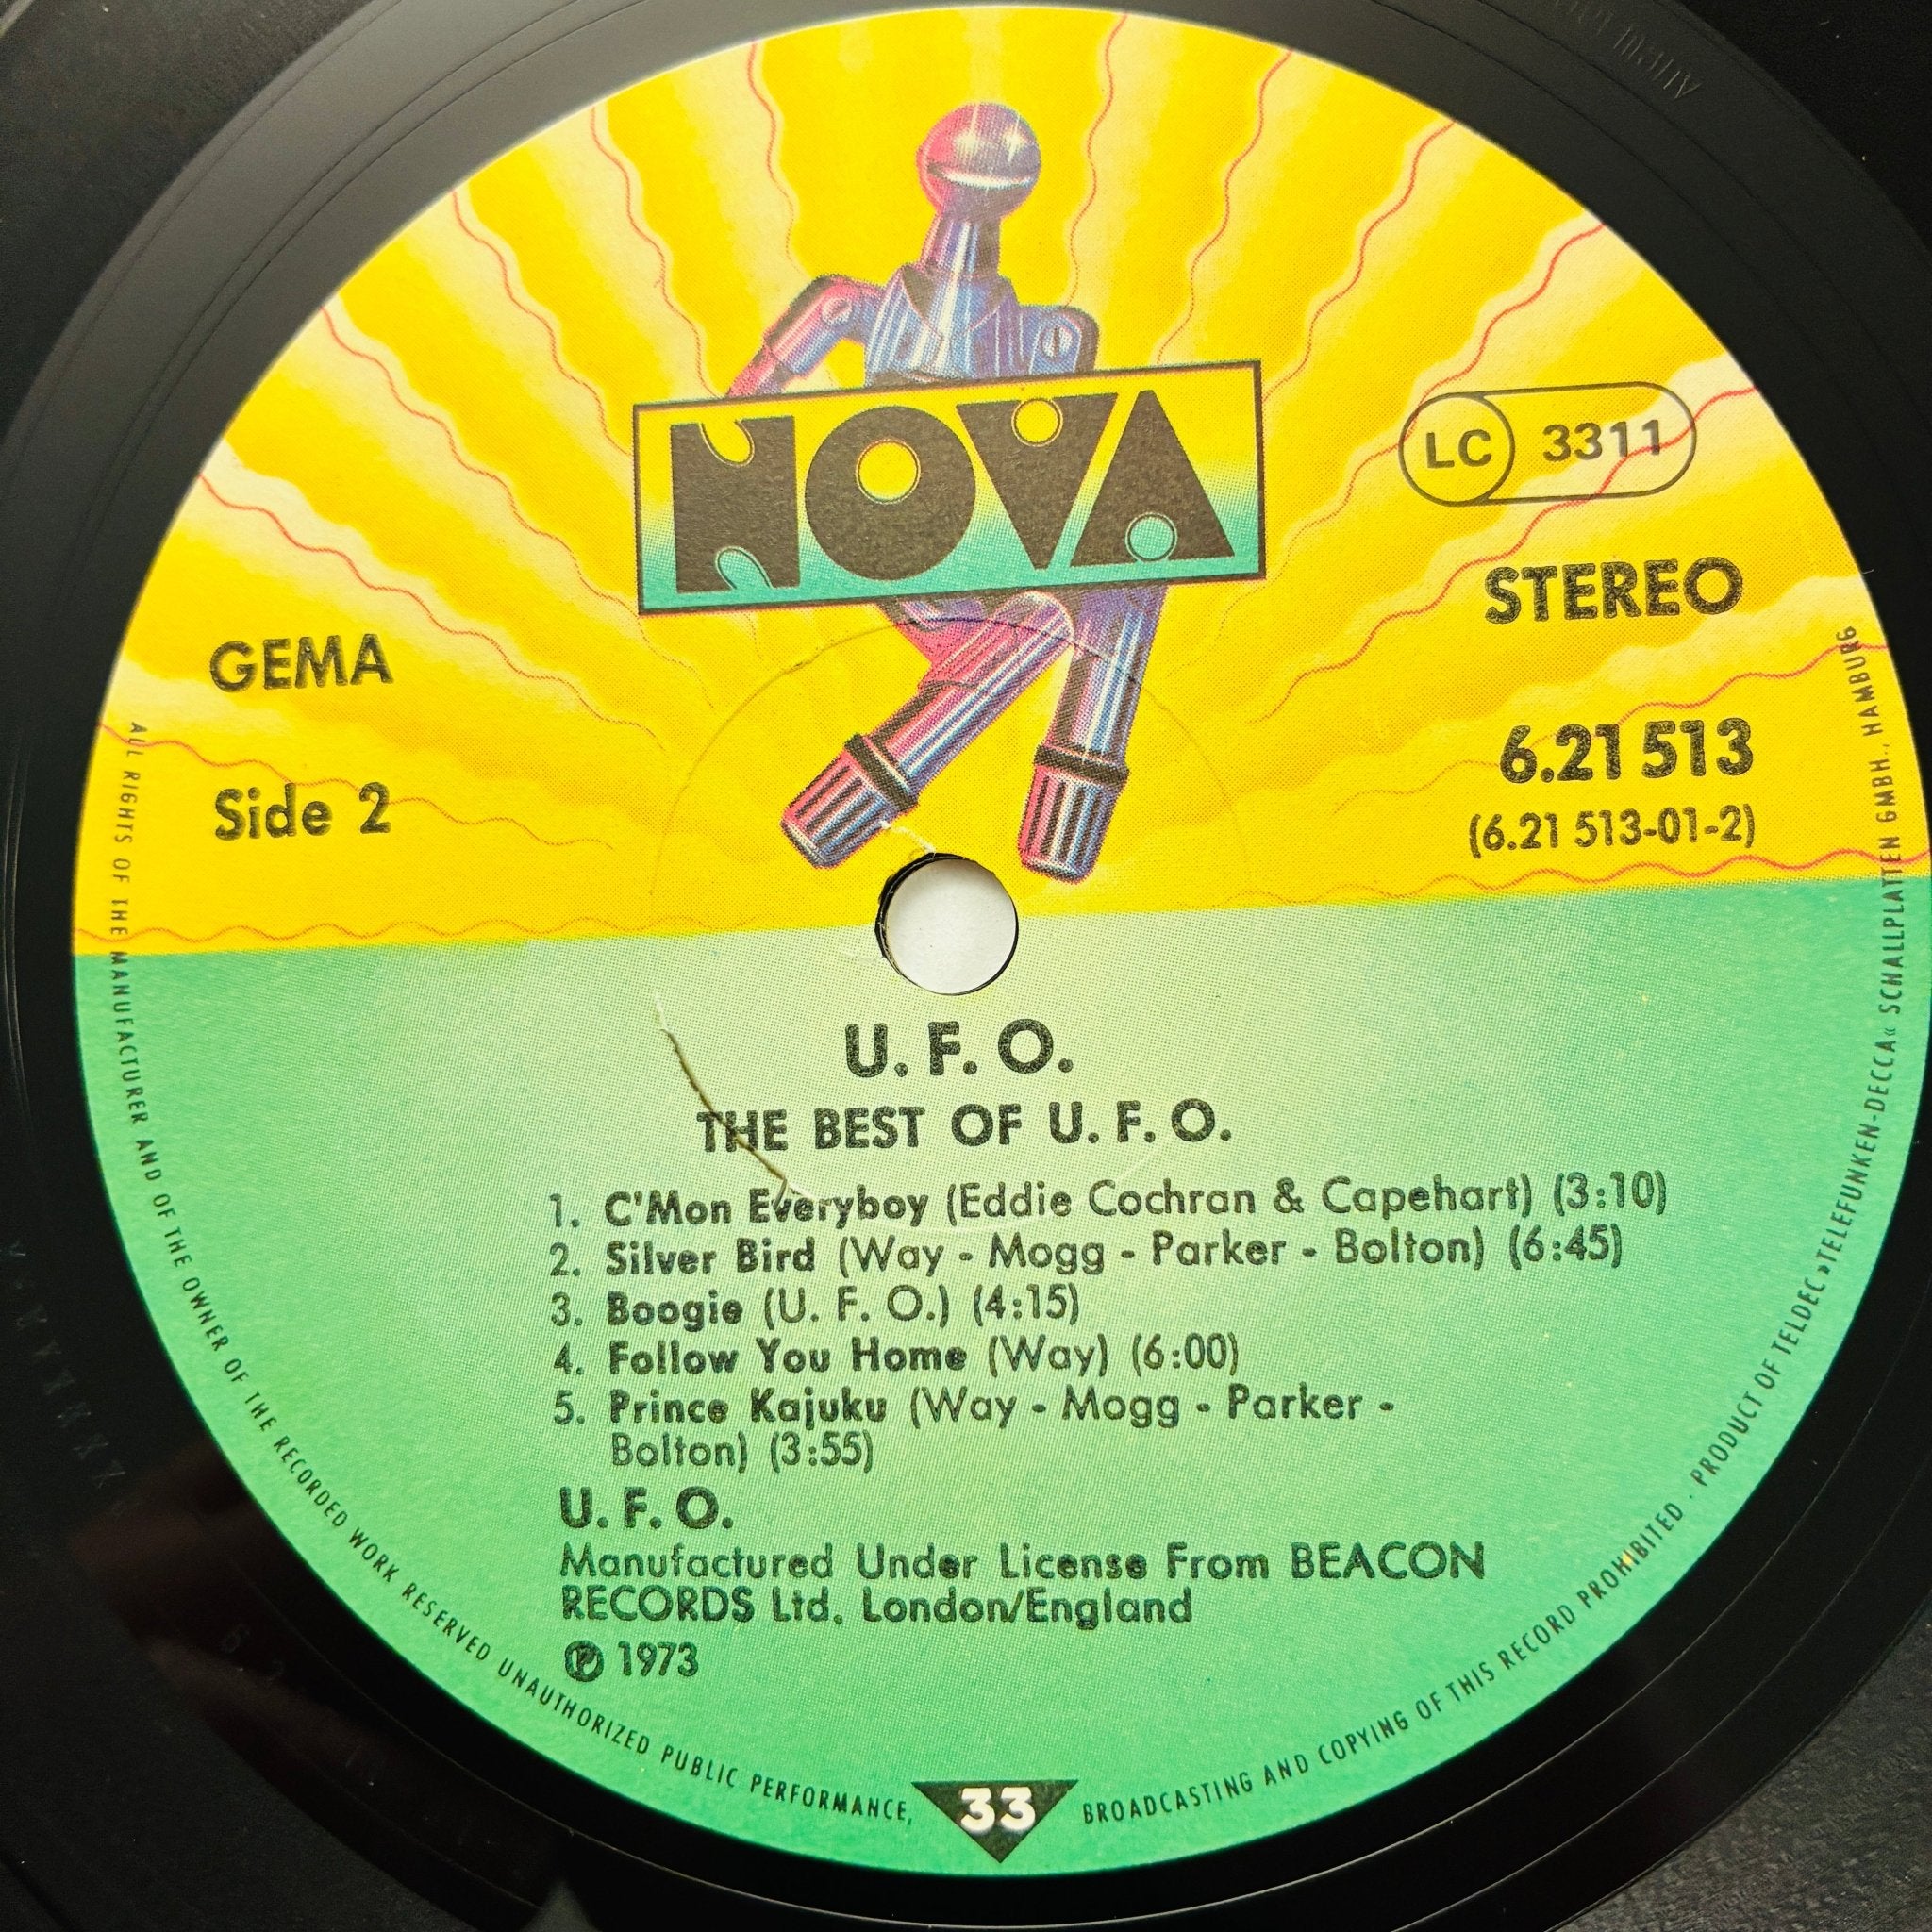 NOVA
LC 3311
STEREO
GEMA
6.21 513
Side 2
(6.21 513-01-2)
U. F. O.
THE BEST OF U. F. O.
1. C'Mon Everyboy (Eddie Cochran & Capehart) (3:10)
2. Silver Bird (Way - Mogg - Parker - Bolton) (6:45)
3. Boogie (U. F. O.) (4:15)
4. Follow You Home (Way) (6:00)
5. Prince Kajuku (Way - Mogg - Parker -
Bolton) (3:55)
U. F. O.
Manufactured Under License From BEACON
RECORDS Ltd. London/England
℗ 1973
33
ALL RIGHTS OF THE MANUFACTURER AND OF THE OWNER OF THE RECORDED WORK RESERVED UNAUTHORIZED PUBLIC PERFORMANCE, BROADCASTING AND COPYING OF THIS RECORD PROHIBITED · PRODUCT OF TELDEC »TELEFUNKEN-DECCA« SCHALLPLATTEN GMBH., HAMBURG